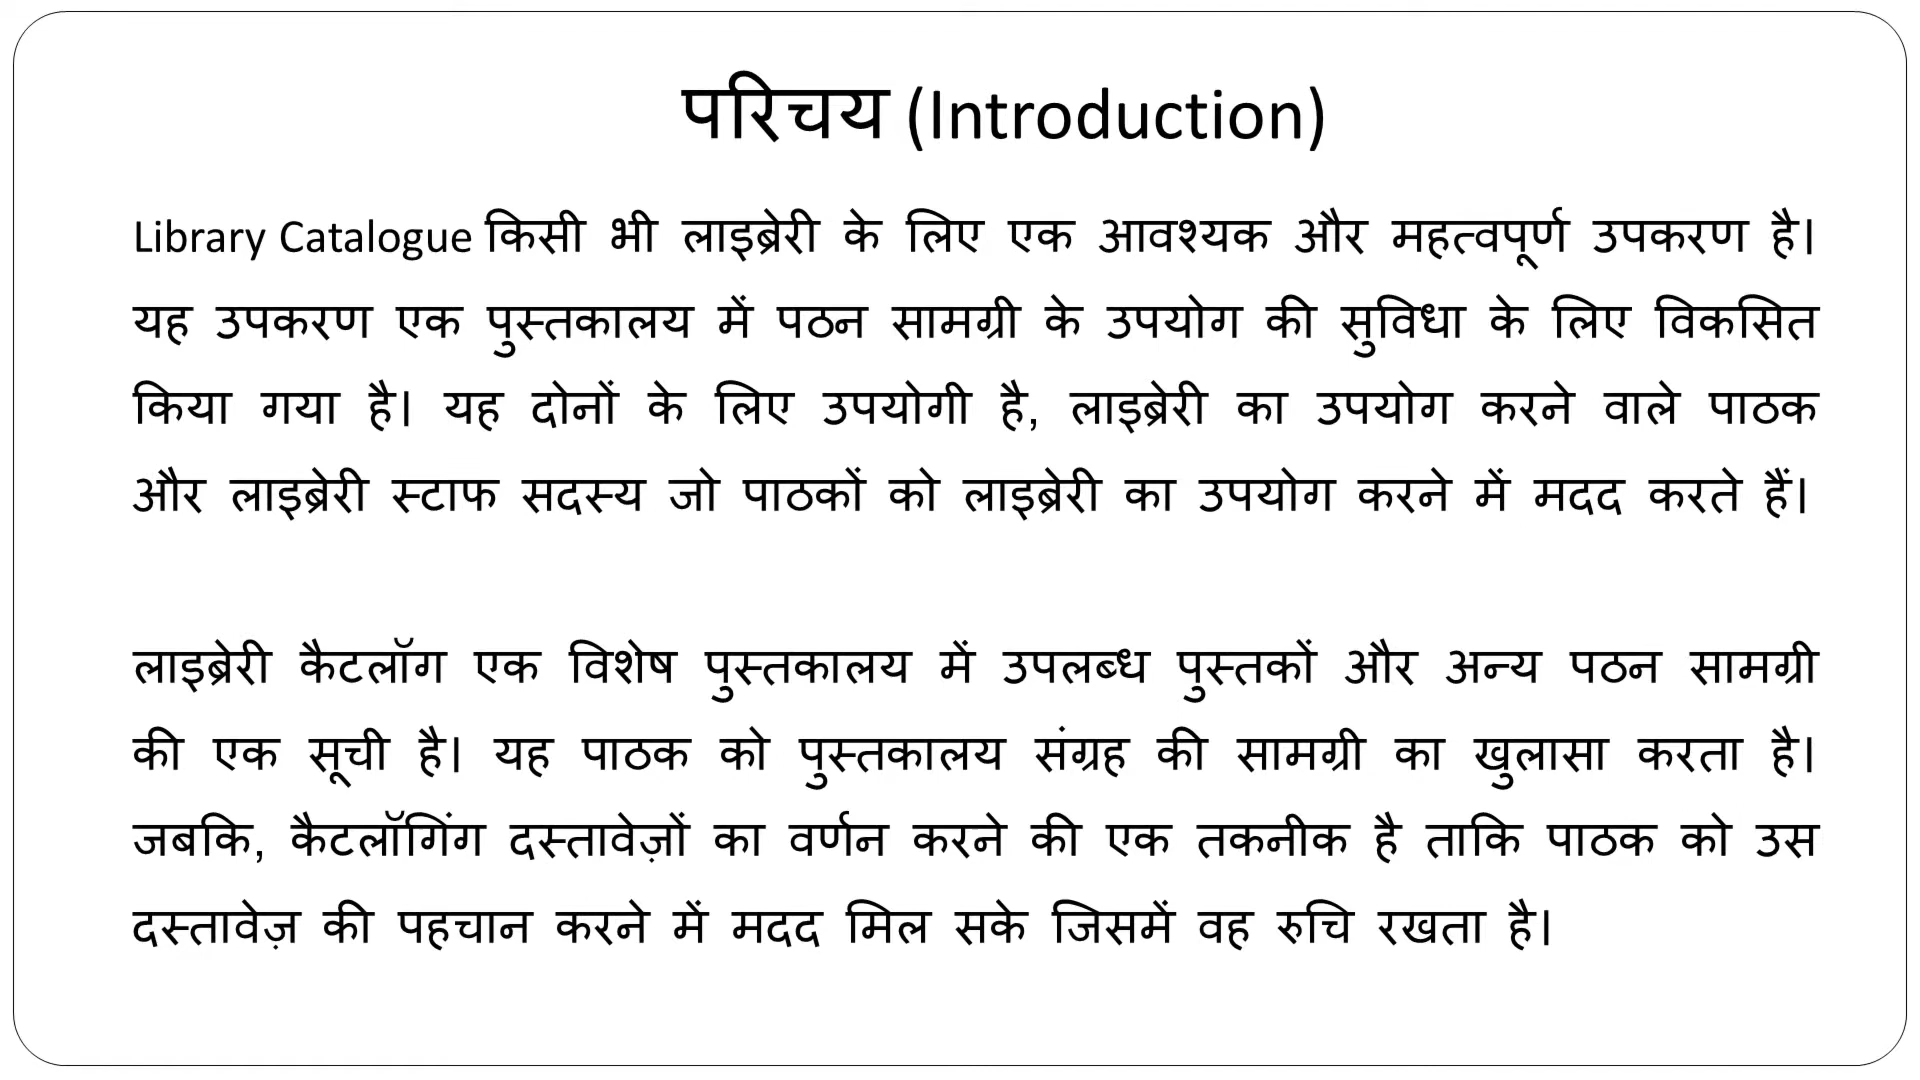 परिचय (Introduction)
Library Catalogue किसी भी लाइब्रेरी के लिए एक आवश्यक और महत्वपूर्ण उपकरण है।
यह उपकरण एक पुस्तकालय में पठन सामग्री के उपयोग की सुविधा के लिए विकसित
किया गया है। यह दोनों के लिए उपयोगी है, लाइब्रेरी का उपयोग करने वाले पाठक
और लाइब्रेरी स्टाफ सदस्य जो पाठकों को लाइब्रेरी का उपयोग करने में मदद करते हैं।
लाइब्रेरी कैटलॉग एक विशेष पुस्तकालय में उपलब्ध पुस्तकों और अन्य पठन सामग्री
की एक सूची है। यह पाठक को पुस्तकालय संग्रह की सामग्री का खुलासा करता है।
जबकि, कैटलॉगिंग दस्तावेज़ों का वर्णन करने की एक तकनीक है ताकि पाठक को उस
दस्तावेज़ की पहचान करने में मदद मिल सके जिसमें वह रुचि रखता है।